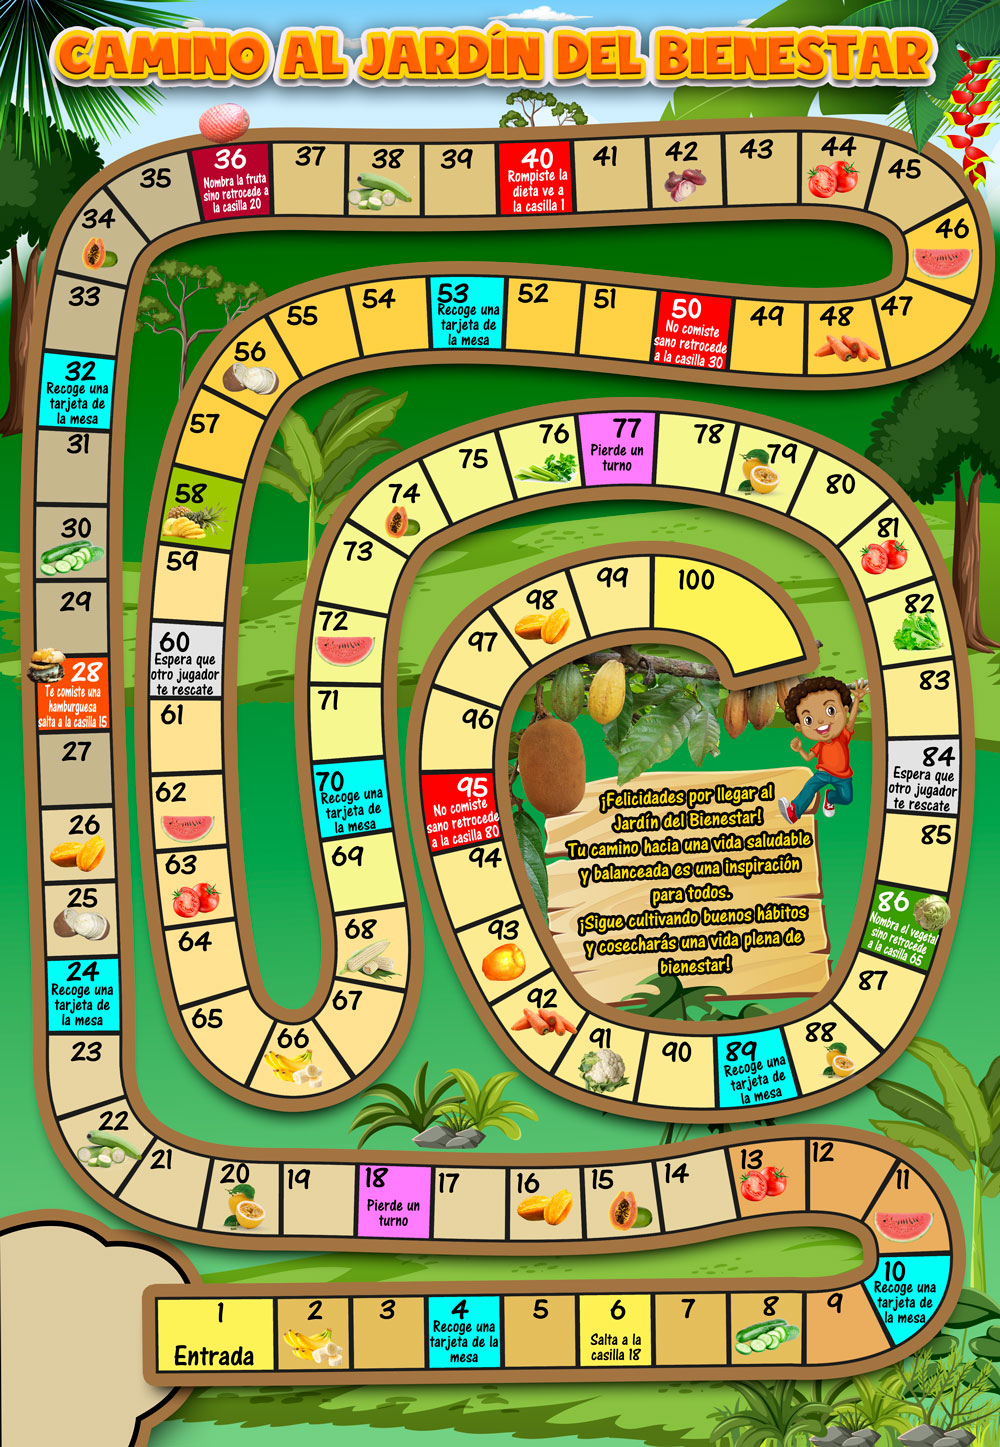 CAMINO AL JARDÍN DEL BIENESTAR
1
Entrada
2
3
4
Recoge una
tarjeta de la
mesa
5
6
Salta a la
casilla 18
7
8
9
10
Recoge una
tarjeta de
la mesa
11
12
13
14
15
16
17
18
Pierde un
turno
19
20
21
22
23
24
Recoge una
tarjeta de
la mesa
25
26
27
28
Te comiste una
hamburguesa
salta a la casilla 15
29
30
31
32
Recoge una
tarjeta de
la mesa
33
34
35
36
Nombra la fruta
sino retrocede a
la casilla 20
37
38
39
40
Rompiste la
dieta ve a
la casilla 1
41
42
43
44
45
46
47
48
49
50
No comiste
sano retrocede
a la casilla 30
51
52
53
Recoge una
tarjeta de
la mesa
54
55
56
57
58
59
60
Espera que
otro jugador
te rescate
61
62
63
64
65
66
67
68
69
70
Recoge una
tarjeta de
la mesa
71
72
73
74
75
76
77
Pierde un
turno
78
79
80
81
82
83
84
Espera que
otro jugador
te rescate
85
86
Nombra el vegetal
sino retrocede
a la casilla 65
87
88
89
Recoge una
tarjeta de
la mesa
90
91
92
93
94
95
No comiste
sano retrocede
a la casilla 80
96
97
98
99
100
¡Felicidades por llegar al
Jardín del Bienestar!
Tu camino hacia una vida saludable
y balanceada es una inspiración
para todos.
¡Sigue cultivando buenos hábitos
y cosecharás una vida plena de
bienestar!